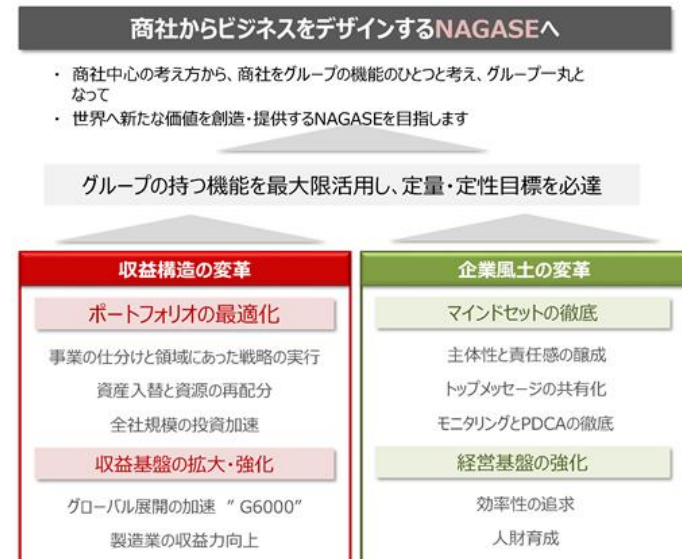 商社からビジネスをデザインするNAGASEへ
・ 商社中心の考え方から、商社をグループの機能のひとつと考え、グループ一丸と
なって
・ 世界へ新たな価値を創造・提供するNAGASEを目指します
グループの持つ機能を最大限活用し、定量・定性目標を必達
収益構造の変革
ポートフォリオの最適化
事業の仕分けと領域にあった戦略の実行
資産入替と資源の再配分
全社規模の投資加速
収益基盤の拡大・強化
グローバル展開の加速 “ G6000”
製造業の収益力向上
企業風土の変革
マインドセットの徹底
主体性と責任感の醸成
トップメッセージの共有化
モニタリングとPDCAの徹底
経営基盤の強化
効率性の追求
人財育成